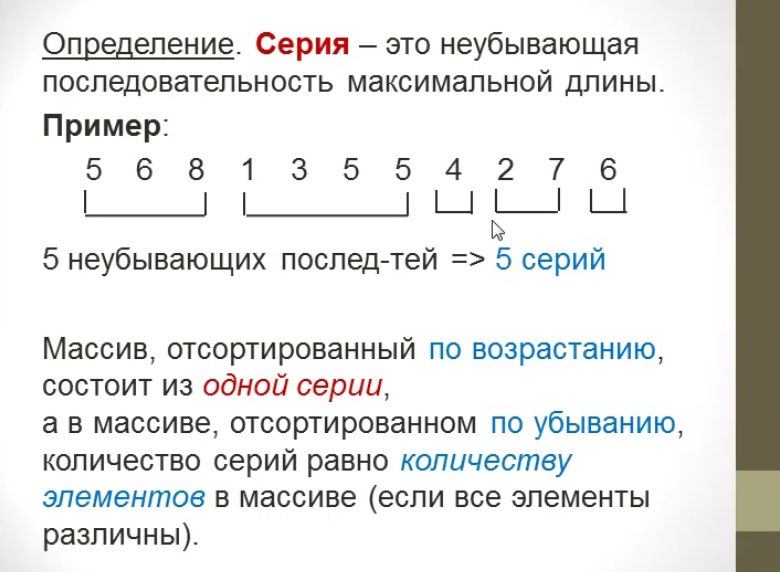 Определение. Серия – это неубывающая
последовательность максимальной длины.
Пример:
5 6 8 1 3 5 5 4 2 7 6
5 неубывающих послед-тей => 5 серий
Массив, отсортированный по возрастанию,
состоит из одной серии,
а в массиве, отсортированном по убыванию,
количество серий равно количеству
элементов в массиве (если все элементы
различны).